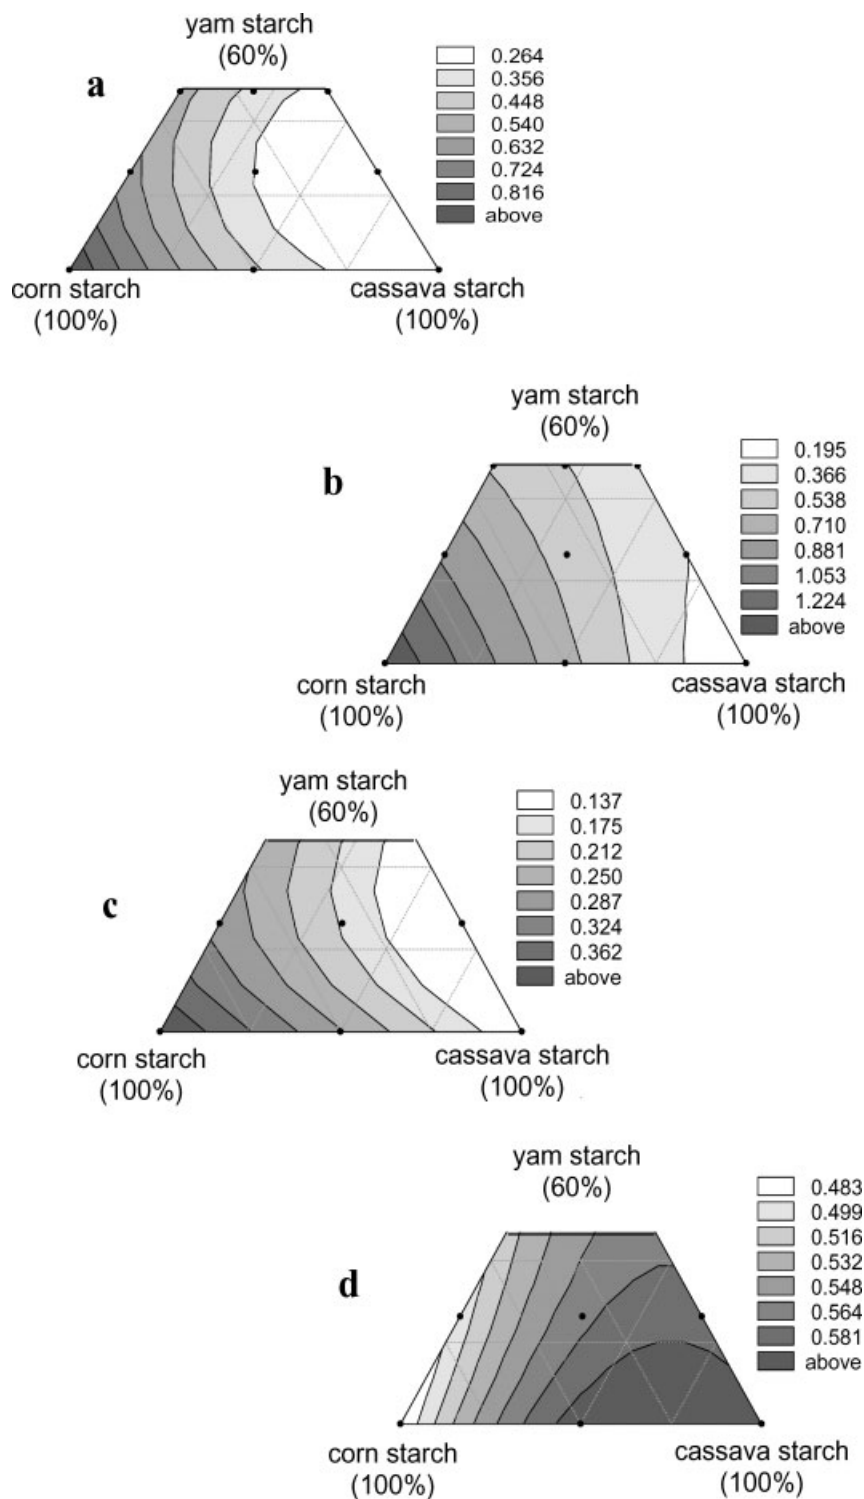 yam starch
(60%)
a
0.264
0.356
0.448
0.540
0.632
0.724
0.816
above
corn starch
(100%)
cassava starch
(100%)
yam starch
(60%)
b
0.195
0.366
0.538
0.710
0.881
1.053
1.224
above
corn starch
(100%)
cassava starch
(100%)
yam starch
(60%)
c
0.137
0.175
0.212
0.250
0.287
0.324
0.362
above
corn starch
(100%)
cassava starch
(100%)
yam starch
(60%)
d
0.483
0.499
0.516
0.532
0.548
0.564
0.581
above
corn starch
(100%)
cassava starch
(100%)